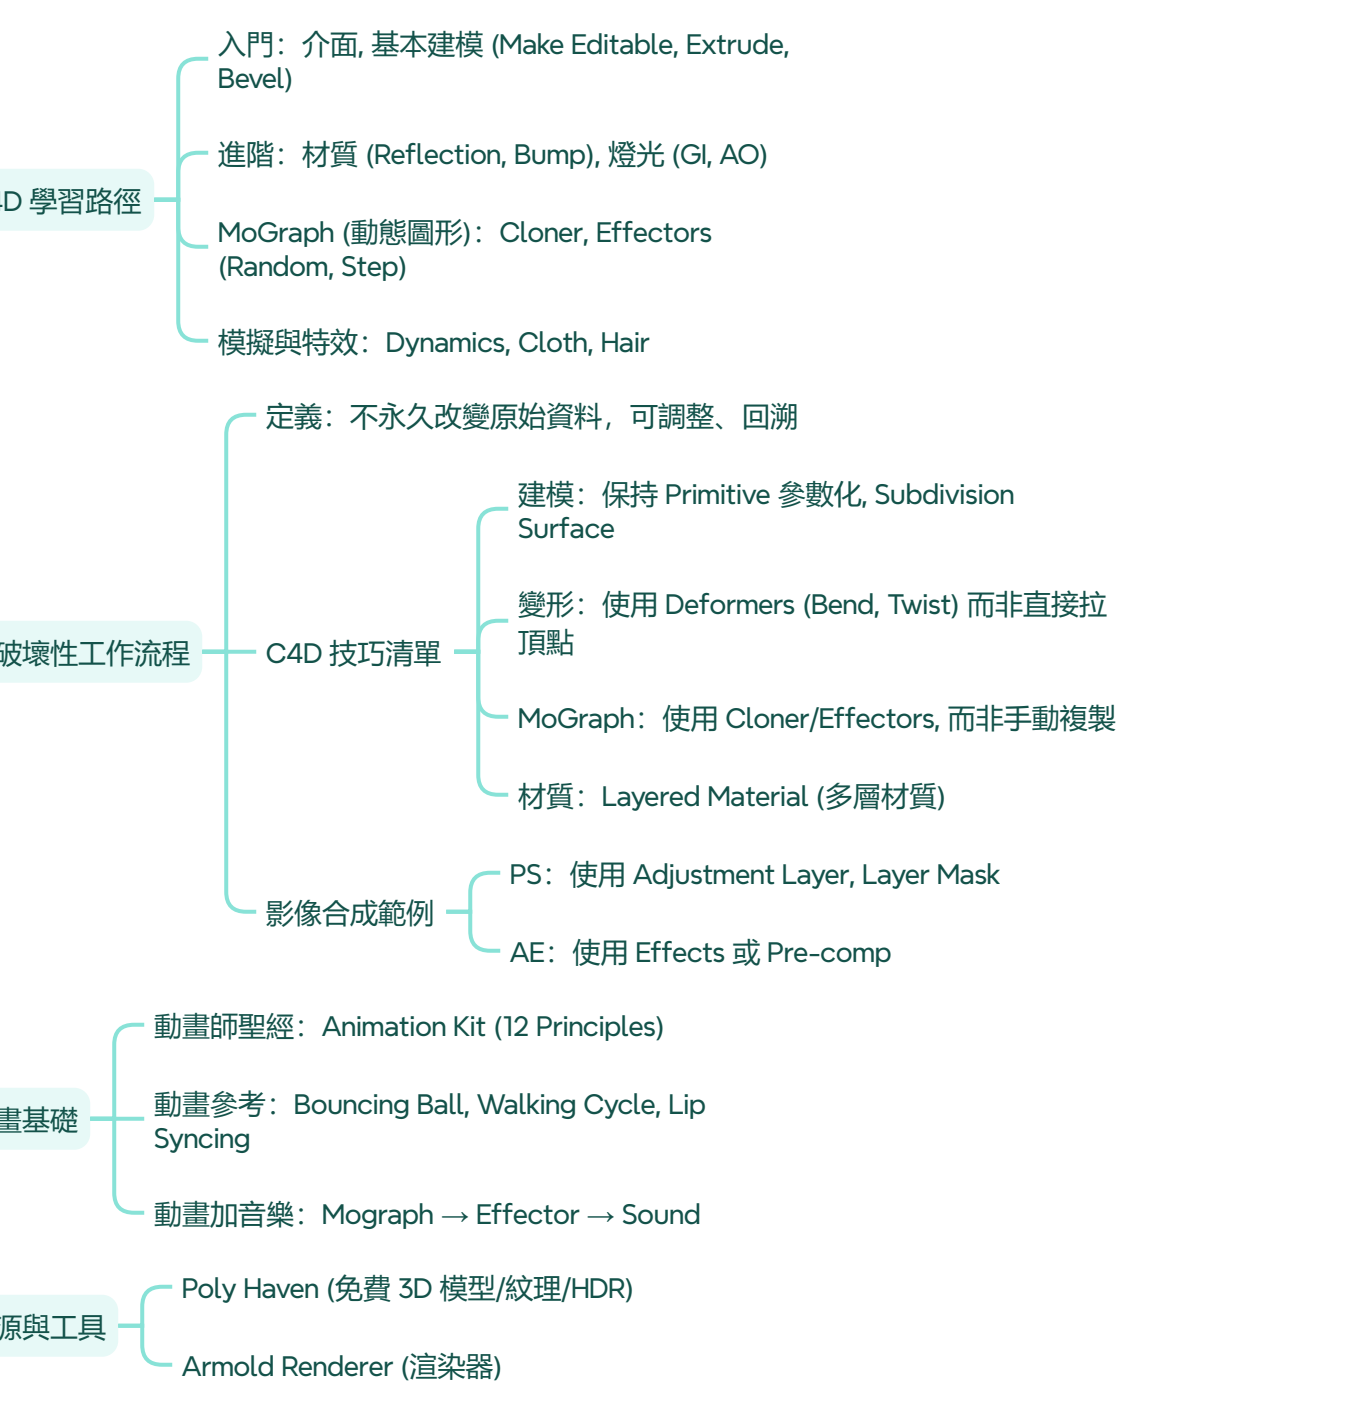 入門：介面, 基本建模 (Make Editable, Extrude,
Bevel)
進階：材質 (Reflection, Bump), 燈光 (GI, AO)
4D 學習路徑
MoGraph (動態圖形)：Cloner, Effectors
(Random, Step)
模擬與特效：Dynamics, Cloth, Hair
定義：不永久改變原始資料，可調整、回溯
建模：保持 Primitive 參數化, Subdivision
Surface
變形：使用 Deformers (Bend, Twist) 而非直接拉
頂點
破壞性工作流程
C4D 技巧清單
MoGraph：使用 Cloner/Effectors, 而非手動複製
材質：Layered Material (多層材質)
PS：使用 Adjustment Layer, Layer Mask
影像合成範例
AE：使用 Effects 或 Pre-comp
動畫師聖經：Animation Kit (12 Principles)
動畫參考：Bouncing Ball, Walking Cycle, Lip
Syncing
畫基礎
動畫加音樂：Mograph → Effector → Sound
Poly Haven (免費 3D 模型/紋理/HDR)
源與工具
Armold Renderer (渲染器)